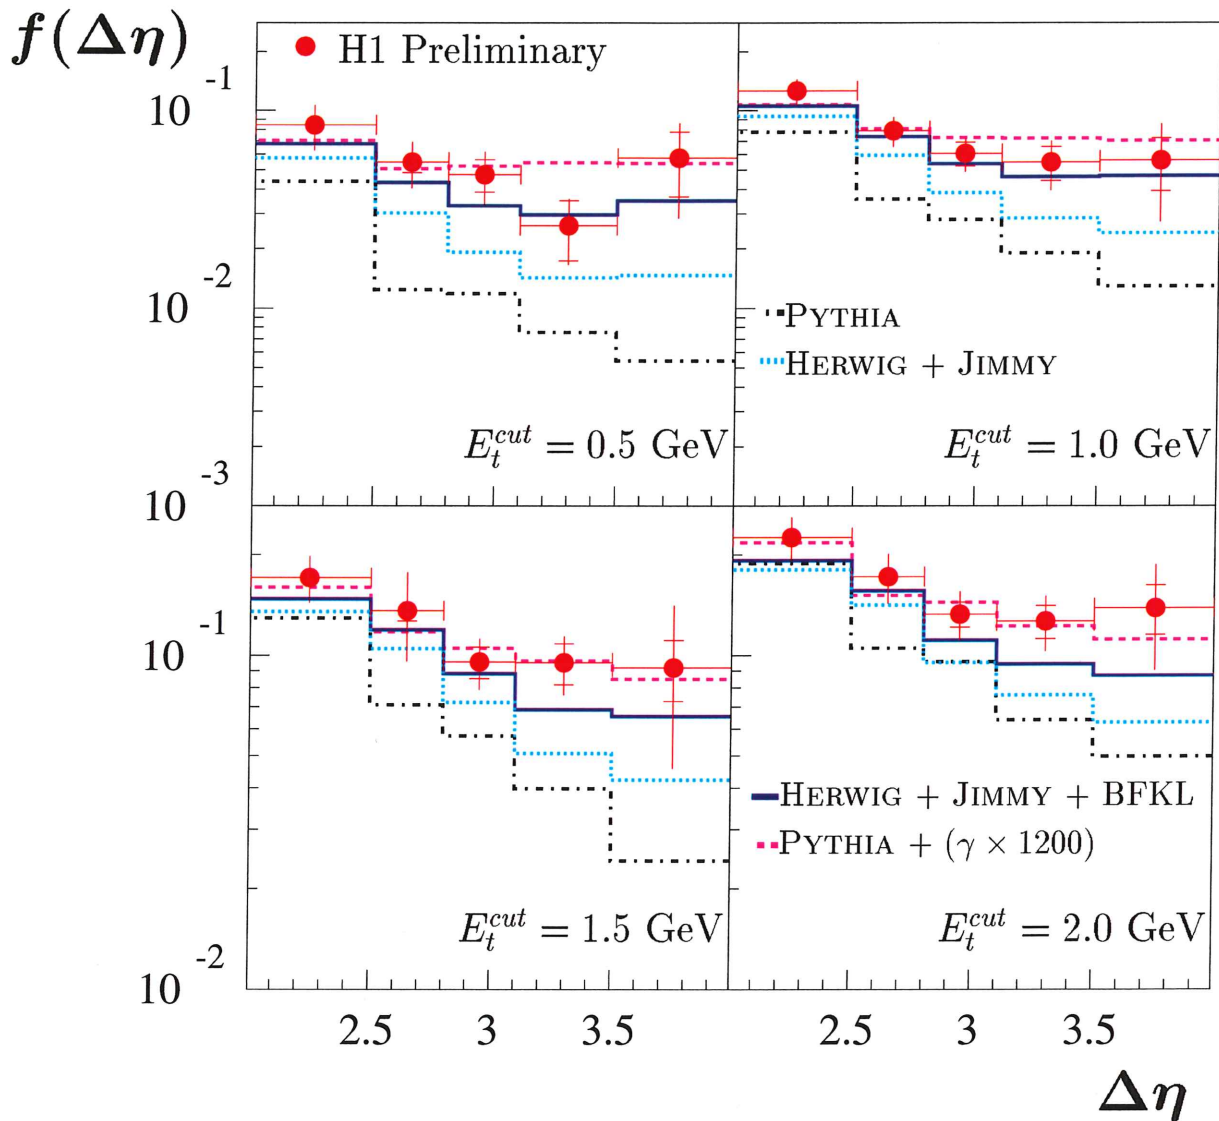 f(Δη)
H1 Preliminary
10^-1
10^-2
PYTHIA
HERWIG + JIMMY
E_t^cut = 0.5 GeV
E_t^cut = 1.0 GeV
10^-3
10^-1
HERWIG + JIMMY + BFKL
PYTHIA + (γ × 1200)
E_t^cut = 1.5 GeV
E_t^cut = 2.0 GeV
10^-2
2.5 3 3.5 2.5 3 3.5
Δη